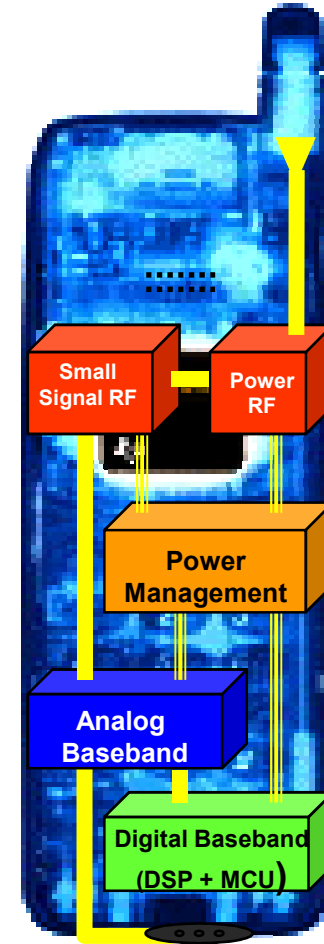 Small
Signal RF
Power
RF
Power
Management
Analog
Baseband
Digital Baseband
(DSP + MCU)